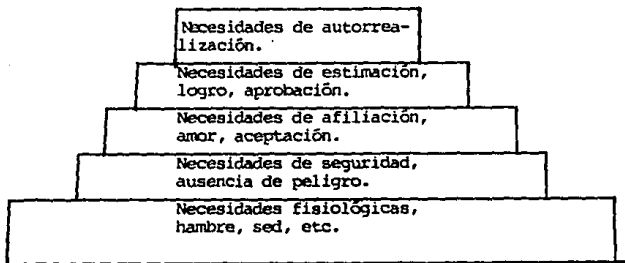 Necesidades de autorrea-
lización.
Necesidades de estimación,
logro, aprobación.
Necesidades de afiliación,
amor, aceptación.
Necesidades de seguridad,
ausencia de peligro.
Necesidades fisiológicas,
hambre, sed, etc.